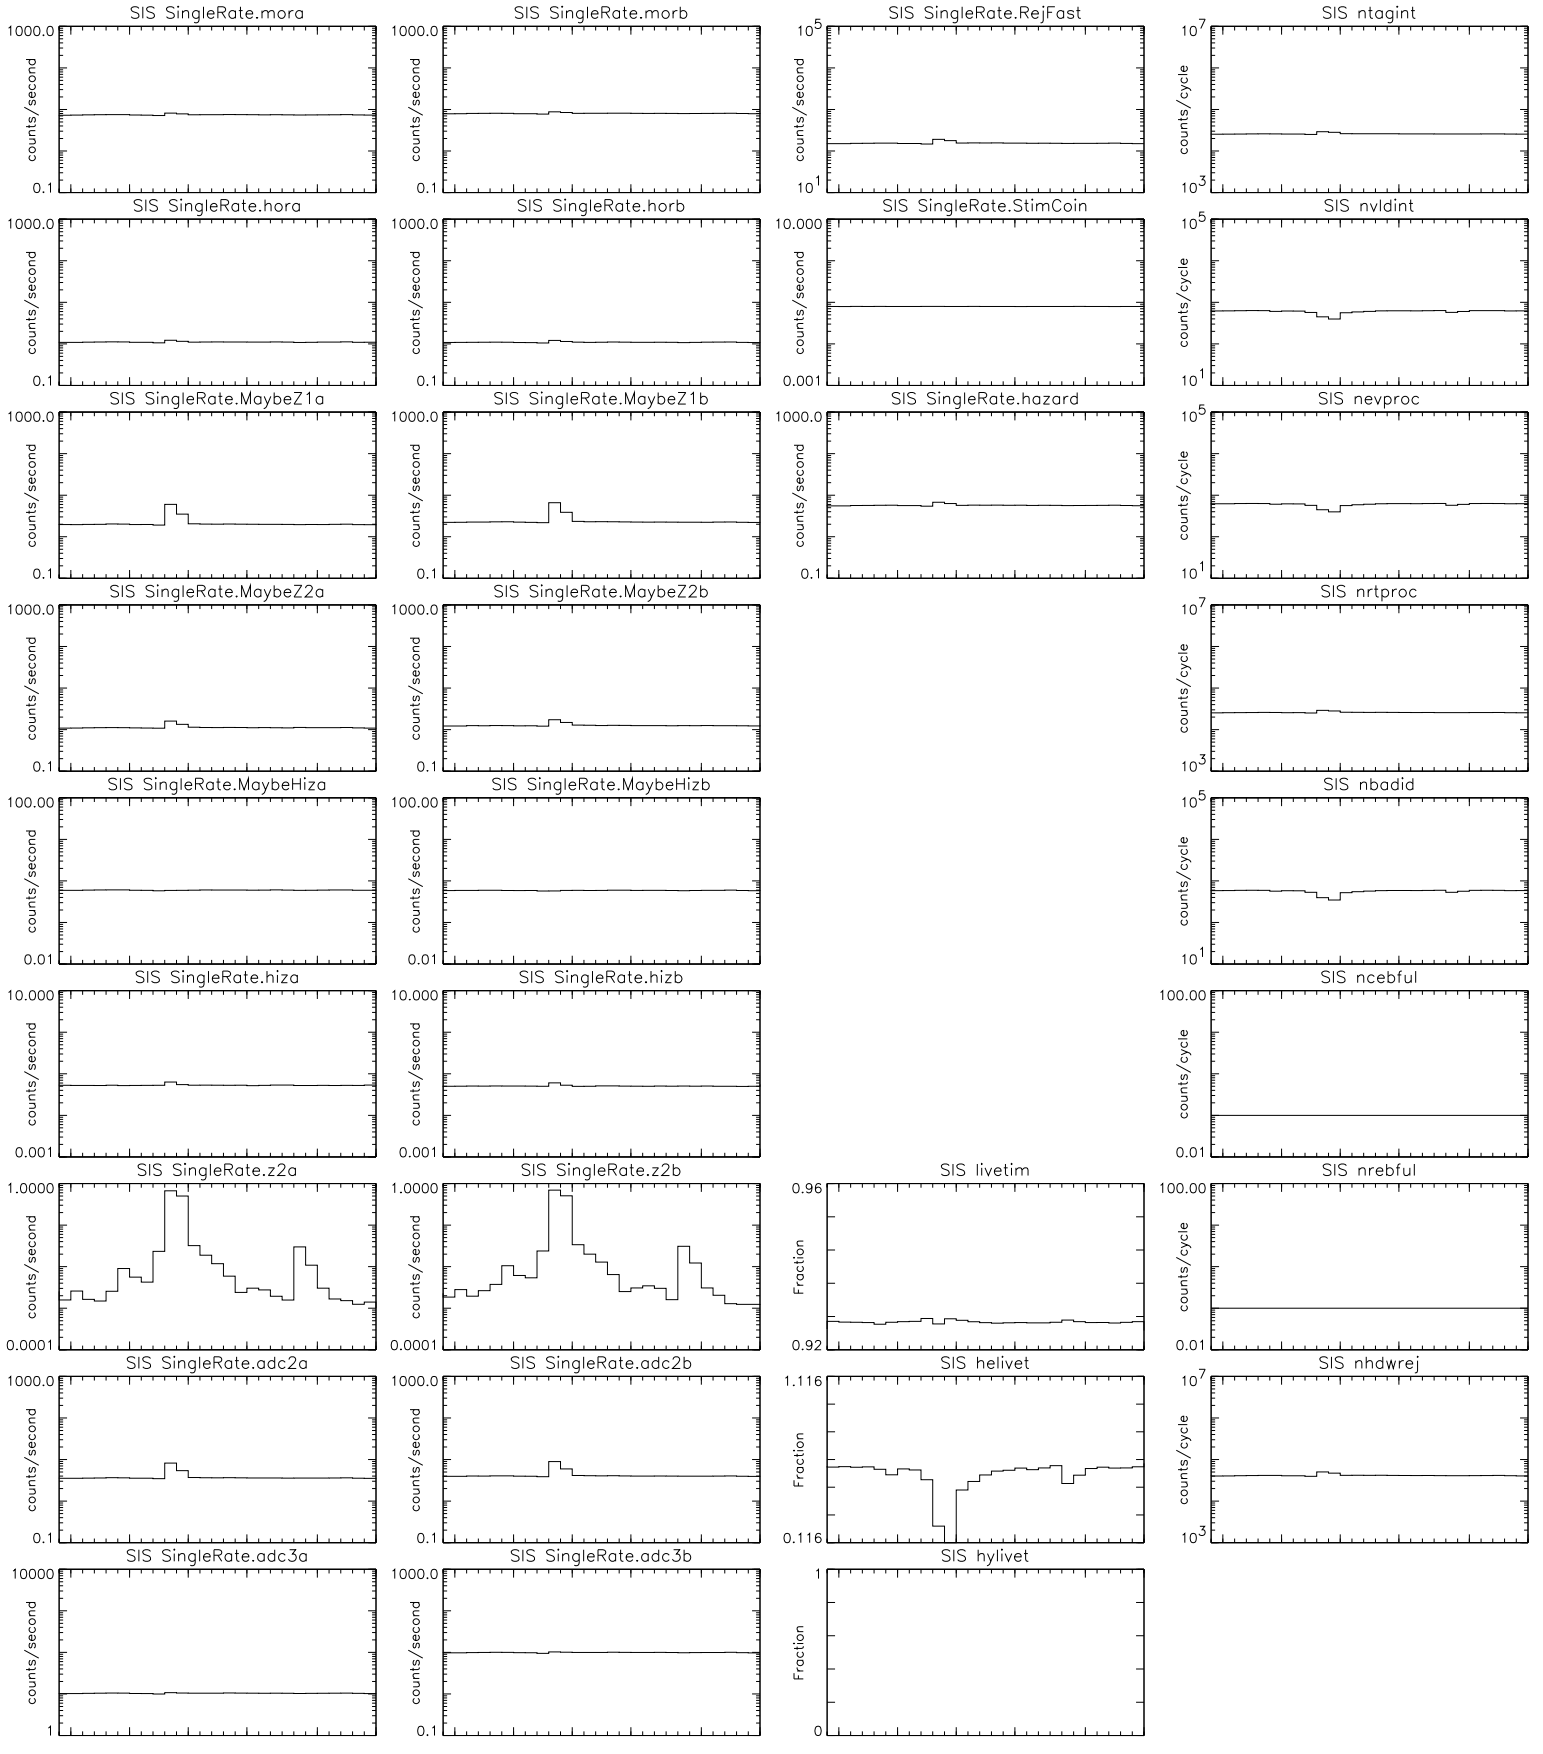 SIS SingleRate.mora
1000.0
counts/second
0.1
SIS SingleRate.morb
1000.0
counts/second
0.1
SIS SingleRate.RejFast
10^5
counts/second
10^1
SIS ntagint
10^7
counts/cycle
10^3
SIS SingleRate.hora
1000.0
counts/second
0.1
SIS SingleRate.horb
1000.0
counts/second
0.1
SIS SingleRate.StimCoin
10.000
counts/second
0.001
SIS nvldint
10^5
counts/cycle
10^1
SIS SingleRate.MaybeZ1a
1000.0
counts/second
0.1
SIS SingleRate.MaybeZ1b
1000.0
counts/second
0.1
SIS SingleRate.hazard
1000.0
counts/second
0.1
SIS nevproc
10^5
counts/cycle
10^1
SIS SingleRate.MaybeZ2a
1000.0
counts/second
0.1
SIS SingleRate.MaybeZ2b
1000.0
counts/second
0.1
SIS nrtproc
10^7
counts/cycle
10^3
SIS SingleRate.MaybeHiza
100.00
counts/second
0.01
SIS SingleRate.MaybeHizb
100.00
counts/second
0.01
SIS nbadid
10^5
counts/cycle
10^1
SIS SingleRate.hiza
10.000
counts/second
0.001
SIS SingleRate.hizb
10.000
counts/second
0.001
SIS ncebful
100.00
counts/cycle
0.01
SIS SingleRate.z2a
1.0000
counts/second
0.0001
SIS SingleRate.z2b
1.0000
counts/second
0.0001
SIS livetim
0.96
Fraction
0.92
SIS nrebful
100.00
counts/cycle
0.01
SIS SingleRate.adc2a
1000.0
counts/second
0.1
SIS SingleRate.adc2b
1000.0
counts/second
0.1
SIS helivet
1.116
Fraction
0.116
SIS nhdwrej
10^7
counts/cycle
10^3
SIS SingleRate.adc3a
10000
counts/second
1
SIS SingleRate.adc3b
1000.0
counts/second
0.1
SIS hylivet
1
Fraction
0